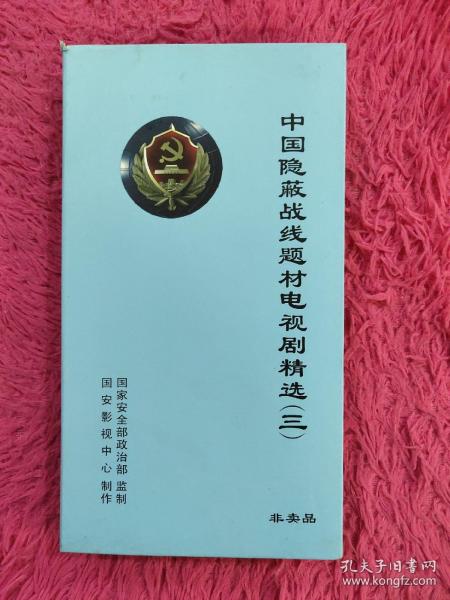 中国隐蔽战线题材电视剧精选(三)
国家安全部政治部 监制
国安影视中心 制作
非卖品
孔夫子旧书网
www.kongfz.com